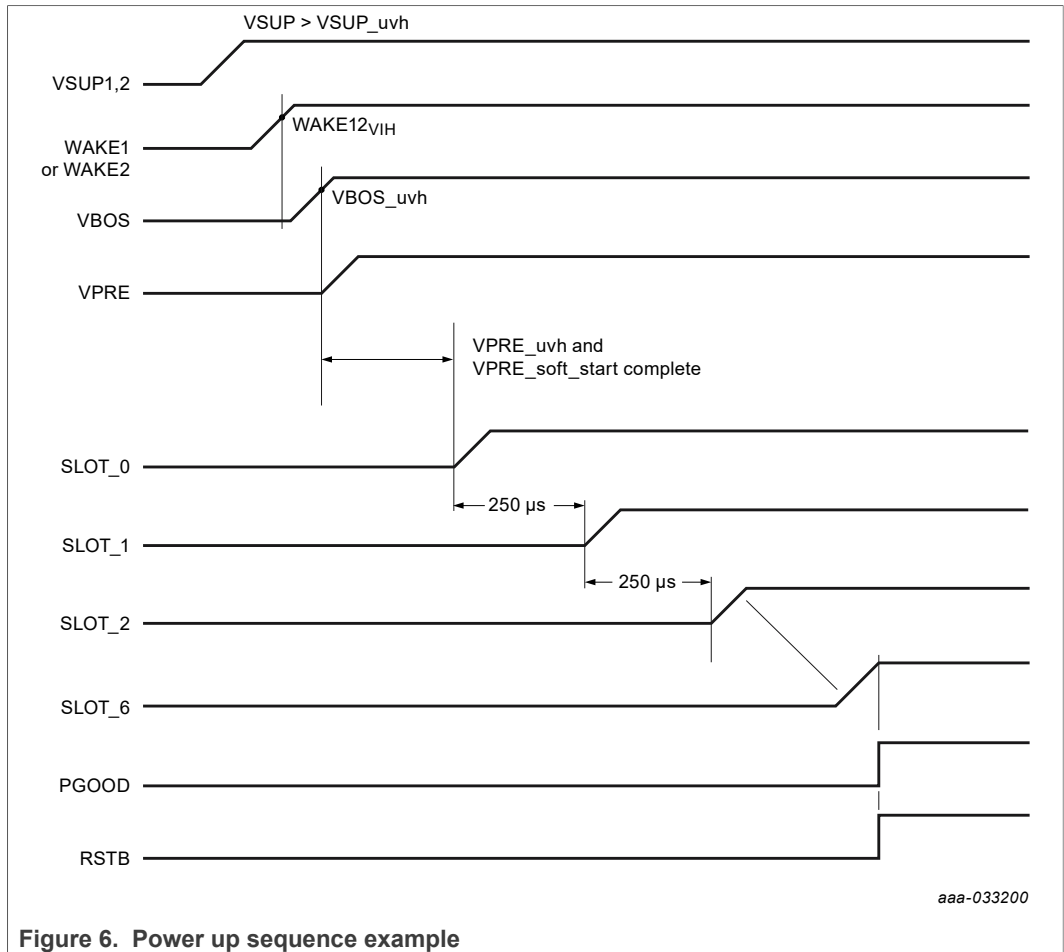 VSUP > VSUP_uvh
VSUP1,2
WAKE12VIH
WAKE1
or WAKE2
VBOS_uvh
VBOS
VPRE
VPRE_uvh and
VPRE_soft_start complete
SLOT_0
250 µs
SLOT_1
250 µs
SLOT_2
SLOT_6
PGOOD
RSTB
aaa-033200
Figure 6. Power up sequence example